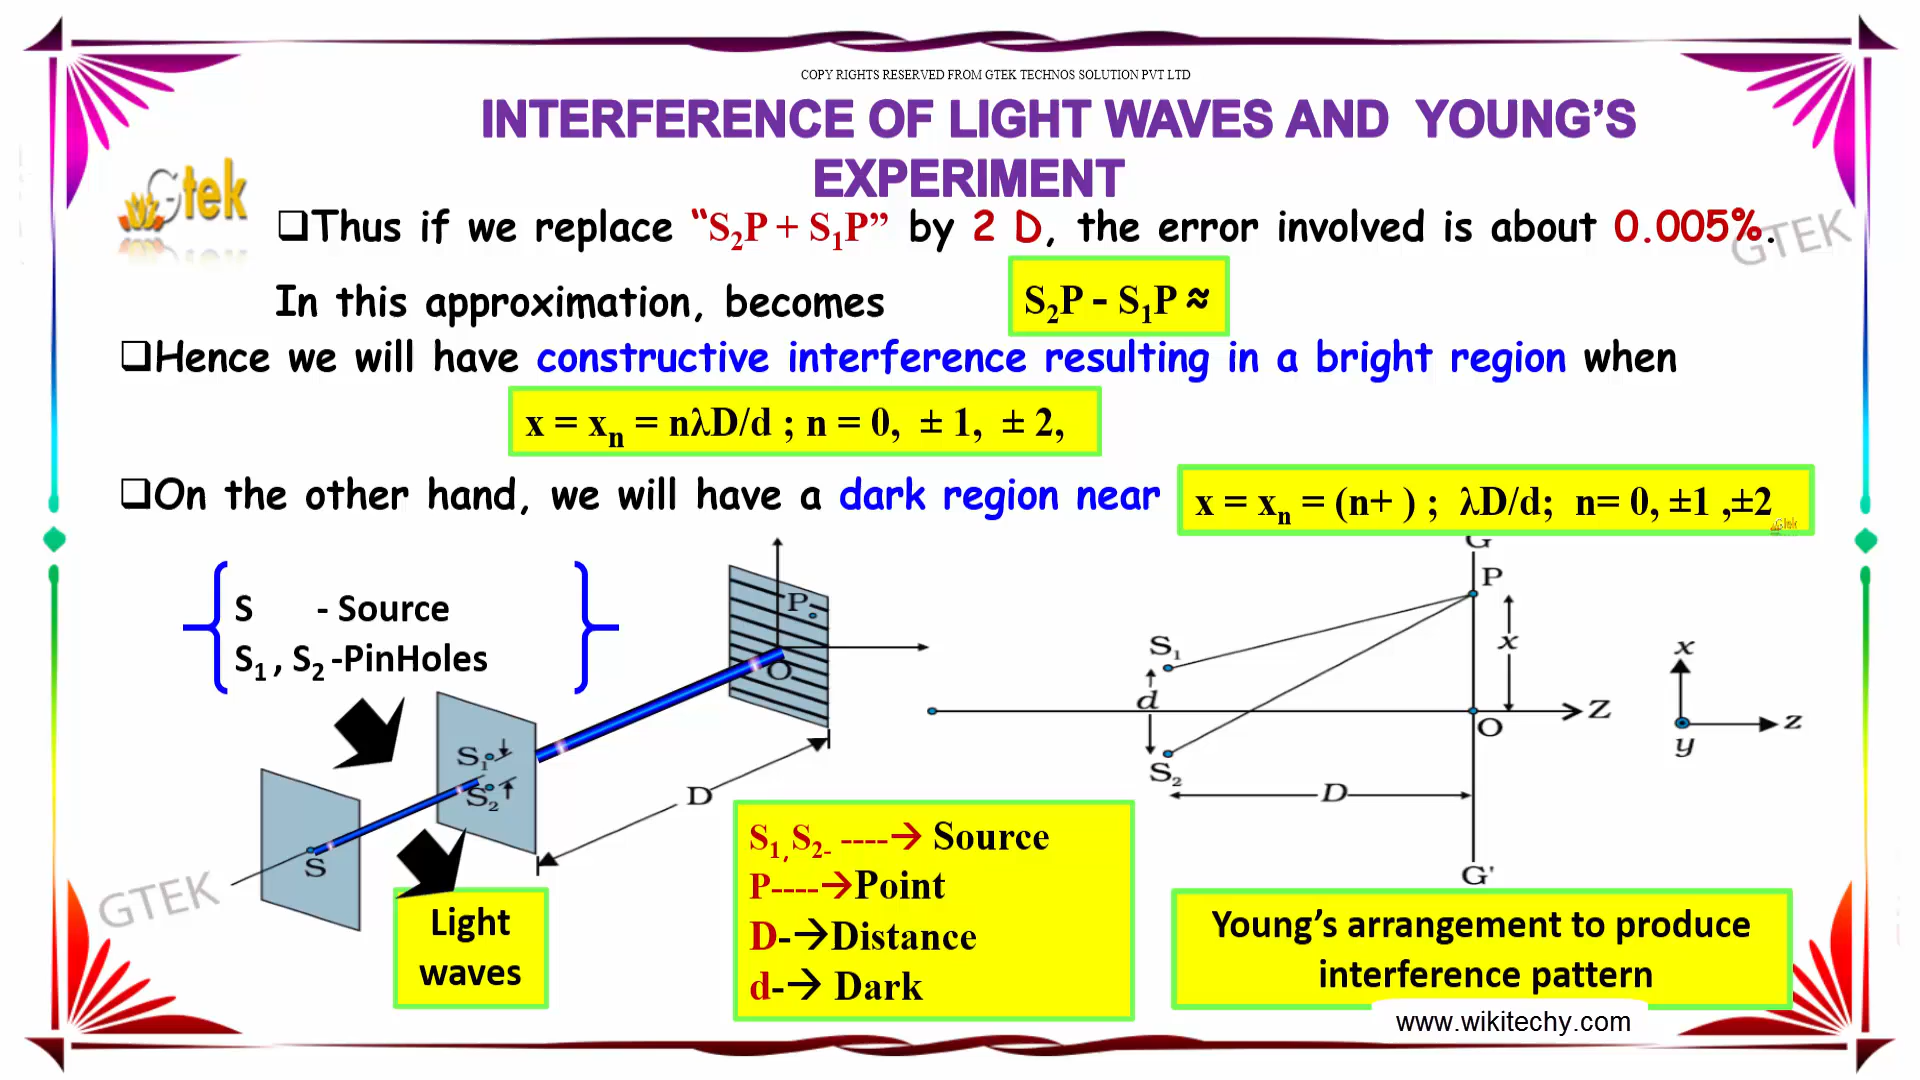 COPY RIGHTS RESERVED FROM GTEK TECHNOS SOLUTION PVT LTD
INTERFERENCE OF LIGHT WAVES AND YOUNG’S
EXPERIMENT
Gtek
❑Thus if we replace “S₂P + S₁P” by 2 D, the error involved is about 0.005%.
GTEK
In this approximation, becomes S₂P - S₁P ≈
❑Hence we will have constructive interference resulting in a bright region when
x = xₙ = nλD/d ; n = 0, ± 1, ± 2,
❑On the other hand, we will have a dark region near x = xₙ = (n+ ) ; λD/d; n= 0, ±1 ,±2
Gtek
S - Source
S₁ , S₂ -PinHoles
P
O
S₁
S₂
S
D
G
P
x
S₁
d
S₂
O
Z
D
G'
x
z
y
GTEK
Light
waves
S₁,S₂- ----→ Source
P----→Point
D-→Distance
d-→ Dark
Young’s arrangement to produce
interference pattern
www.wikitechy.com